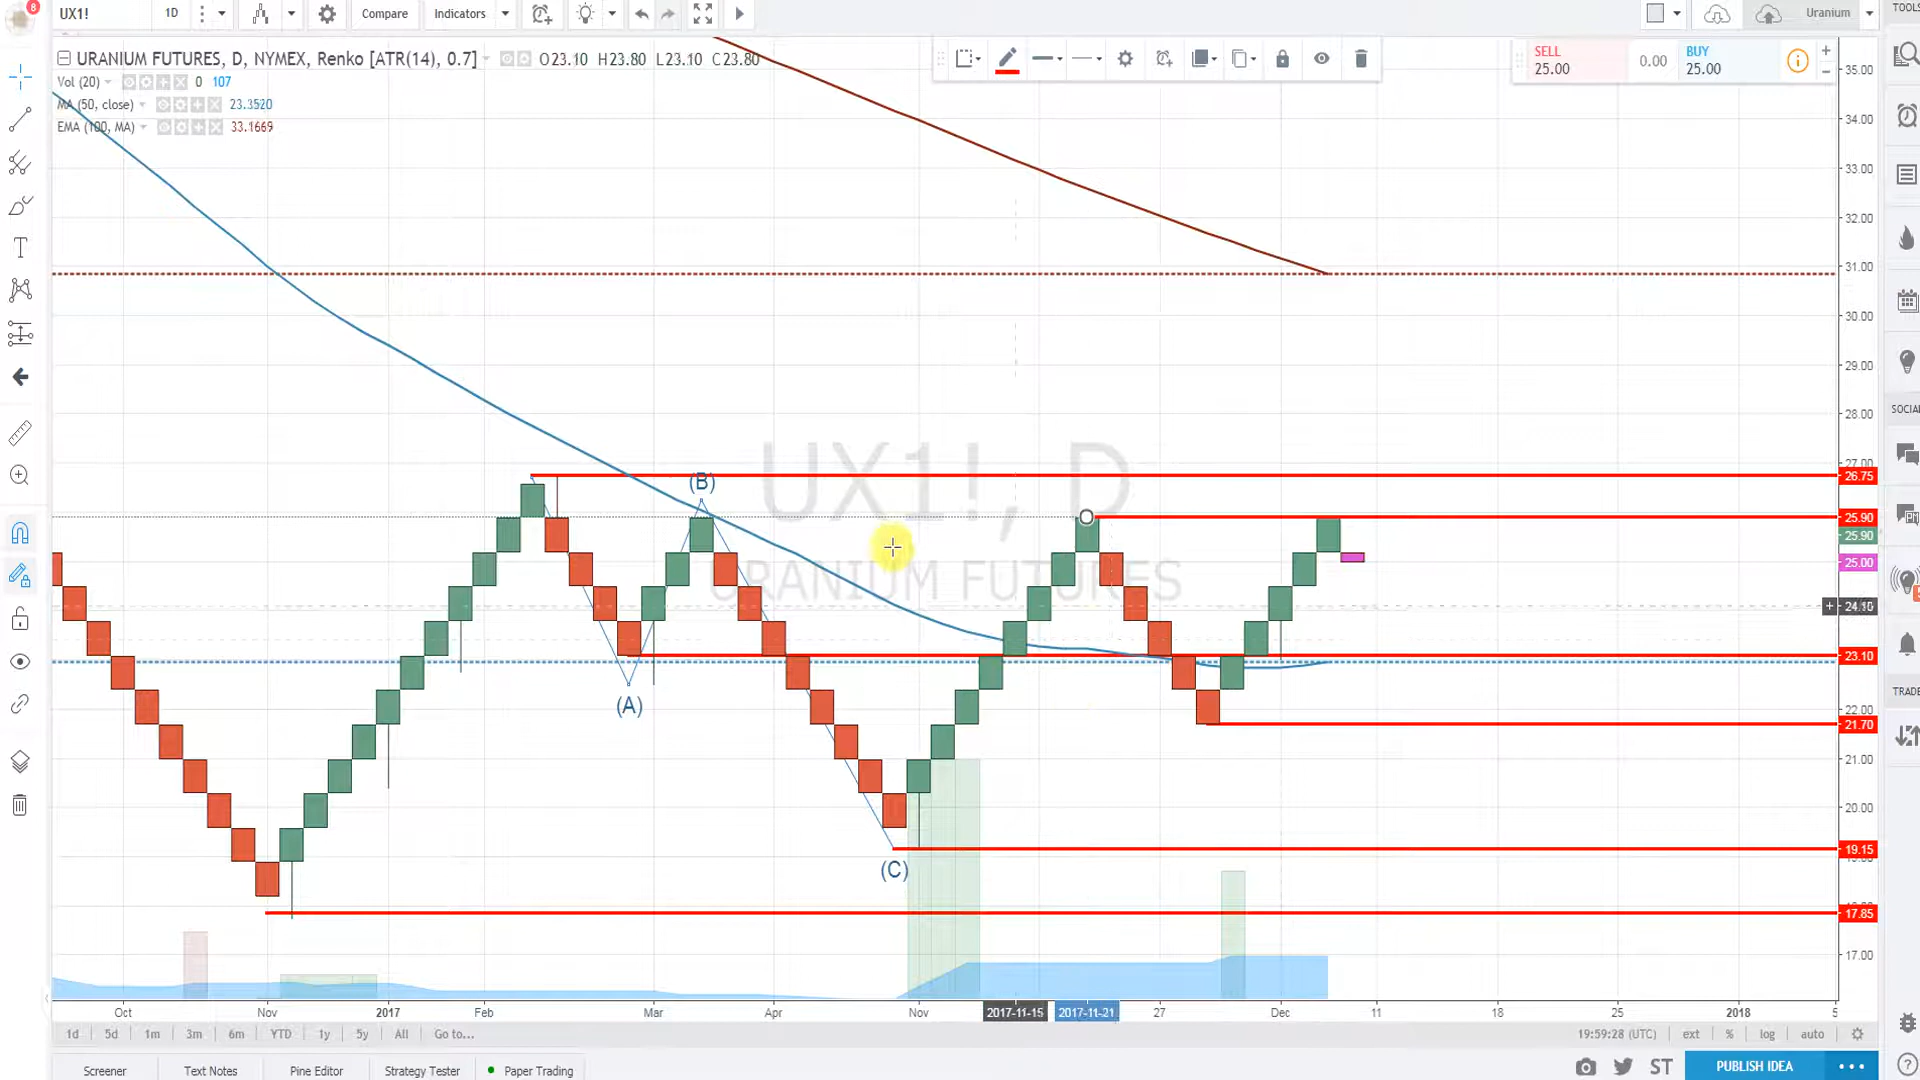 8
UX1!
1D
Compare
Indicators
Uranium
TOOLS
URANIUM FUTURES, D, NYMEX, Renko [ATR(14), 0.7]
O23.10 H23.80 L23.10 C23.80
Vol (20)
0 107
MA (50, close)
23.3520
EMA (100, MA)
33.1669
SELL
25.00
0.00
BUY
25.00
35.00
34.00
33.00
32.00
31.00
30.00
29.00
28.00
27.00
26.75
25.90
25.90
25.00
24.10
23.10
22.00
21.70
21.00
20.00
19.15
17.85
17.00
UX1!, D
URANIUM FUTURES
(A)
(B)
(C)
SOCIAL
TRADE
Oct
Nov
2017
Feb
Mar
Apr
Nov
2017-11-15
2017-11-21
27
Dec
11
18
25
2018
5
1d
5d
1m
3m
6m
YTD
1y
5y
All
Go to...
19:59:28 (UTC)
ext
%
log
auto
Screener
Text Notes
Pine Editor
Strategy Tester
Paper Trading
ST
PUBLISH IDEA